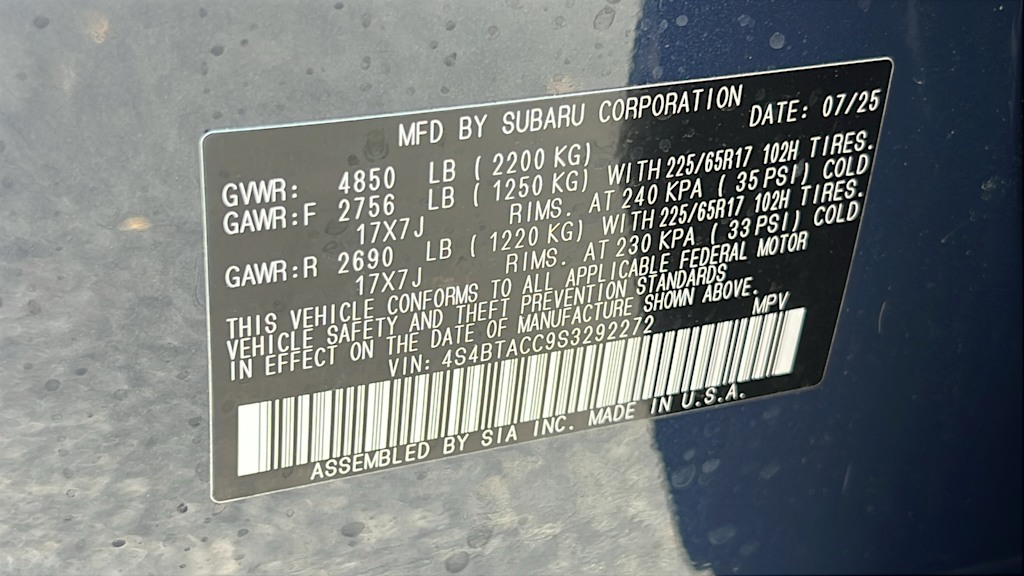 MFD BY SUBARU CORPORATION DATE: 07/25
GVWR: 4850 LB ( 2200 KG)
GAWR:F 2756 LB ( 1250 KG) WITH 225/65R17 102H TIRES.
17X7J RIMS. AT 240 KPA ( 35 PSI) COLD
GAWR:R 2690 LB ( 1220 KG) WITH 225/65R17 102H TIRES.
17X7J RIMS. AT 230 KPA ( 33 PSI) COLD
THIS VEHICLE CONFORMS TO ALL APPLICABLE FEDERAL MOTOR
VEHICLE SAFETY AND THEFT PREVENTION STANDARDS
IN EFFECT ON THE DATE OF MANUFACTURE SHOWN ABOVE.
VIN: 4S4BTACC9S3292272 MPV
ASSEMBLED BY SIA INC. MADE IN U.S.A.